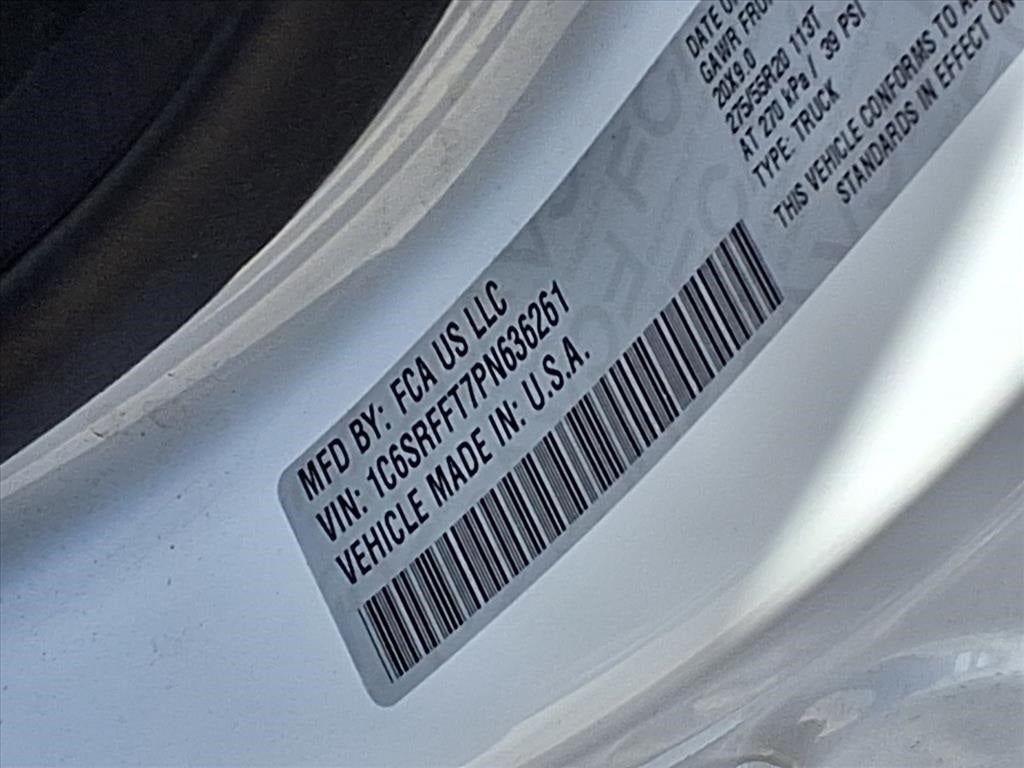 MFD BY: FCA US LLC
VIN: 1C6SRFFT7PN636261
VEHICLE MADE IN: U.S.A.
DATE O
GAWR FRO
20X9.0
275/55R20 113T
AT 270 kPa / 39 PSI
TYPE: TRUCK
THIS VEHICLE CONFORMS TO A
STANDARDS IN EFFECT ON